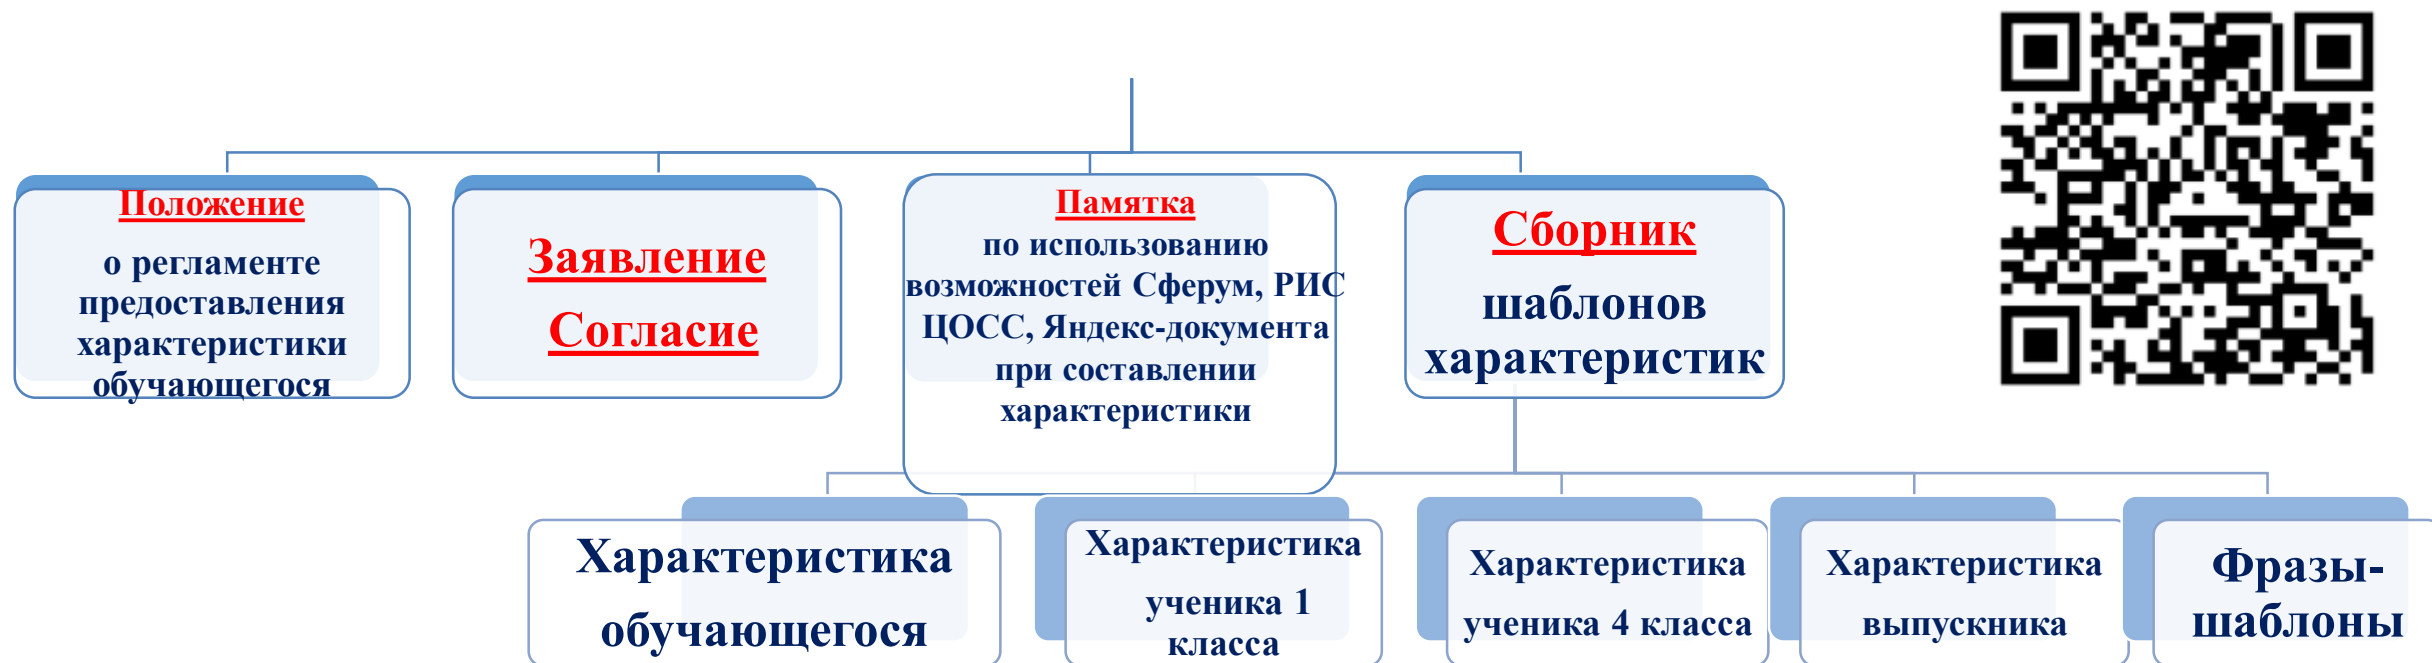 Положение
о регламенте
предоставления
характеристики
обучающегося
Заявление
Согласие
Памятка
по использованию
возможностей Сферум, РИС
ЦОСС, Яндекс-документа
при составлении
характеристики
Сборник
шаблонов
характеристик
Характеристика
обучающегося
Характеристика
ученика 1
класса
Характеристика
ученика 4 класса
Характеристика
выпускника
Фразы-
шаблоны